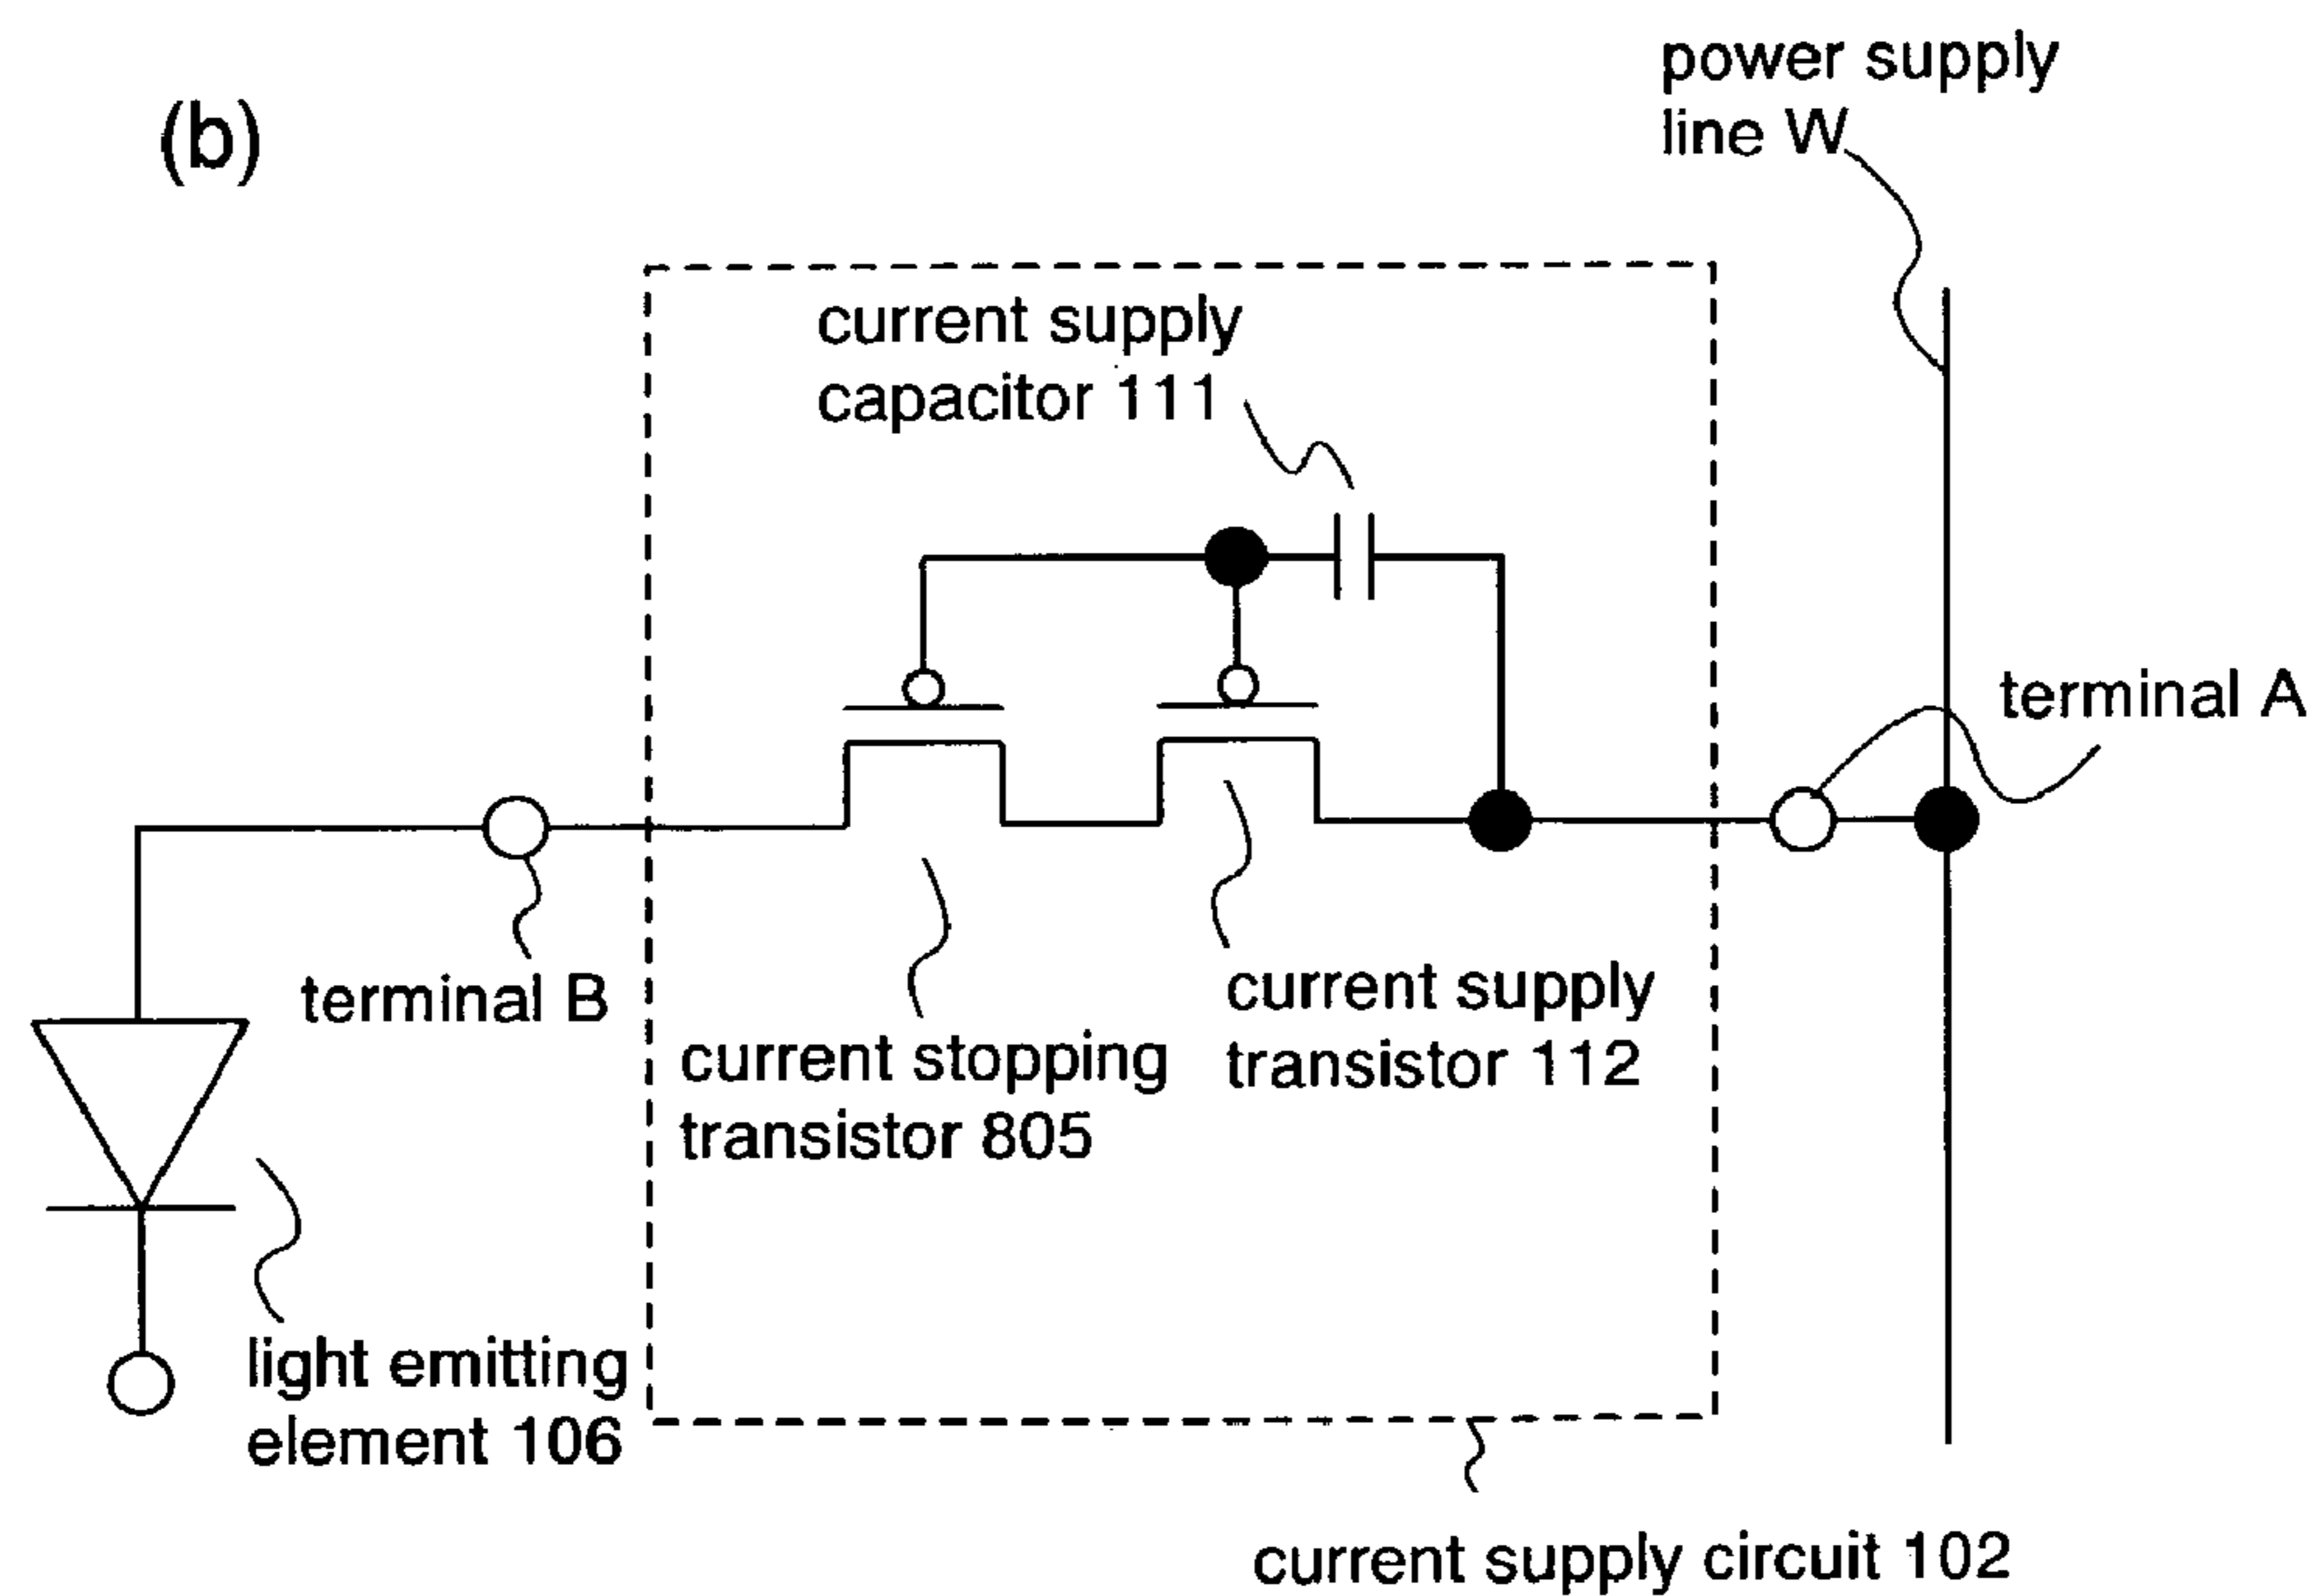 (b)
power supply
line W
current supply
capacitor 111
terminal A
terminal B
current supply
transistor 112
current stopping
transistor 805
light emitting
element 106
current supply circuit 102